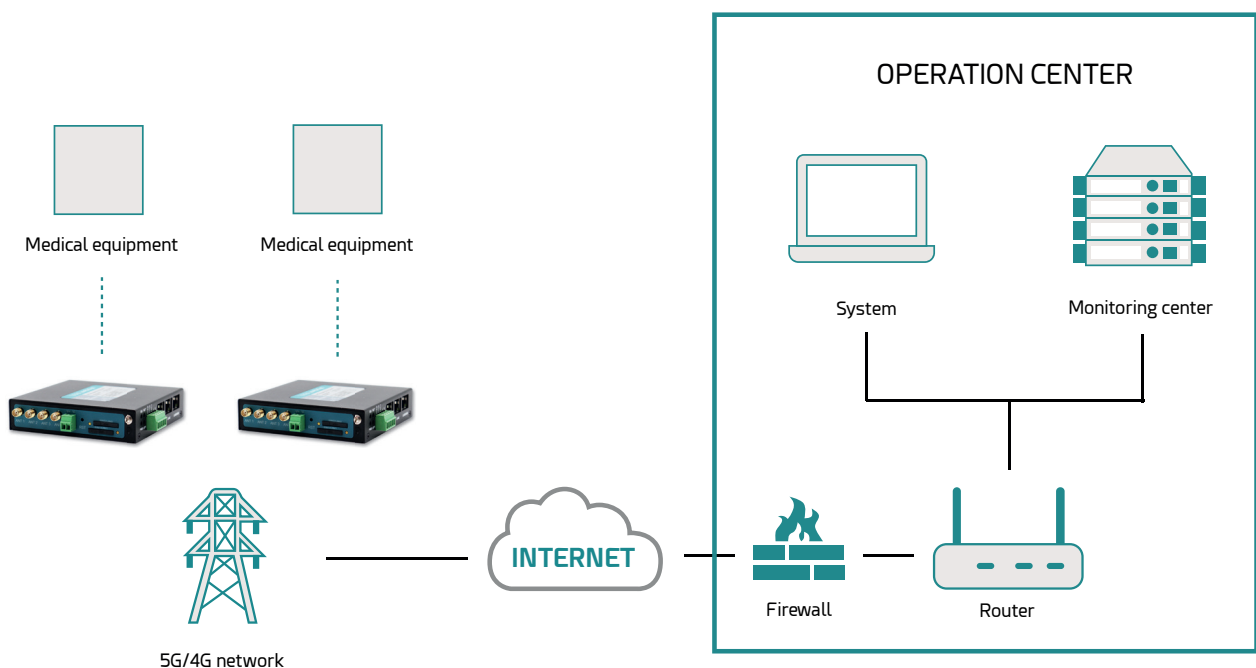 OPERATION CENTER
Medical equipment
Medical equipment
System
Monitoring center
INTERNET
Firewall
Router
5G/4G network